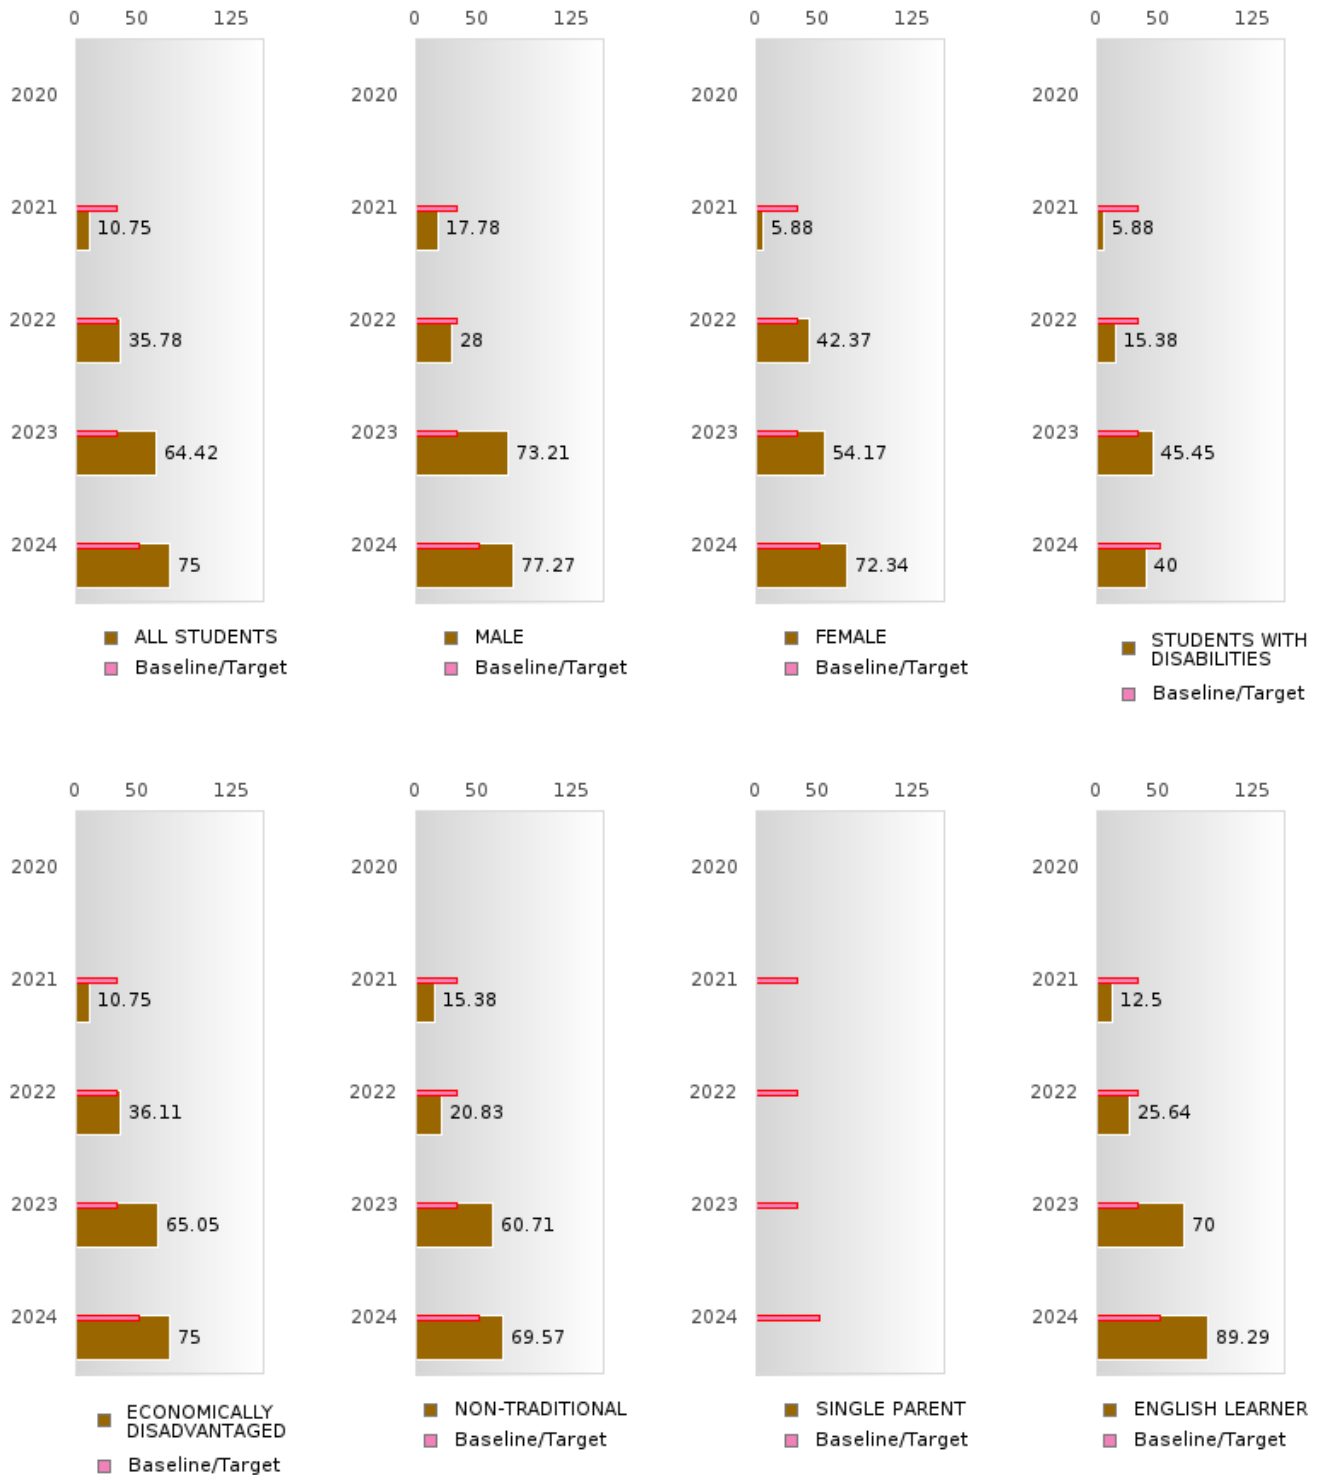 0 50 125 0 50 125 0 50 125 0 50 125
2020 2020 2020 2020
2021 10.75 2021 17.78 2021 5.88 2021 5.88
2022 35.78 2022 28 2022 42.37 2022 15.38
2023 64.42 2023 73.21 2023 54.17 2023 45.45
2024 75 2024 77.27 2024 72.34 2024 40
ALL STUDENTS
Baseline/Target
MALE
Baseline/Target
FEMALE
Baseline/Target
STUDENTS WITH
DISABILITIES
Baseline/Target
0 50 125 0 50 125 0 50 125 0 50 125
2020 2020 2020 2020
2021 10.75 2021 15.38 2021 2021 12.5
2022 36.11 2022 20.83 2022 2022 25.64
2023 65.05 2023 60.71 2023 2023 70
2024 75 2024 69.57 2024 2024 89.29
ECONOMICALLY
DISADVANTAGED
Baseline/Target
NON-TRADITIONAL
Baseline/Target
SINGLE PARENT
Baseline/Target
ENGLISH LEARNER
Baseline/Target